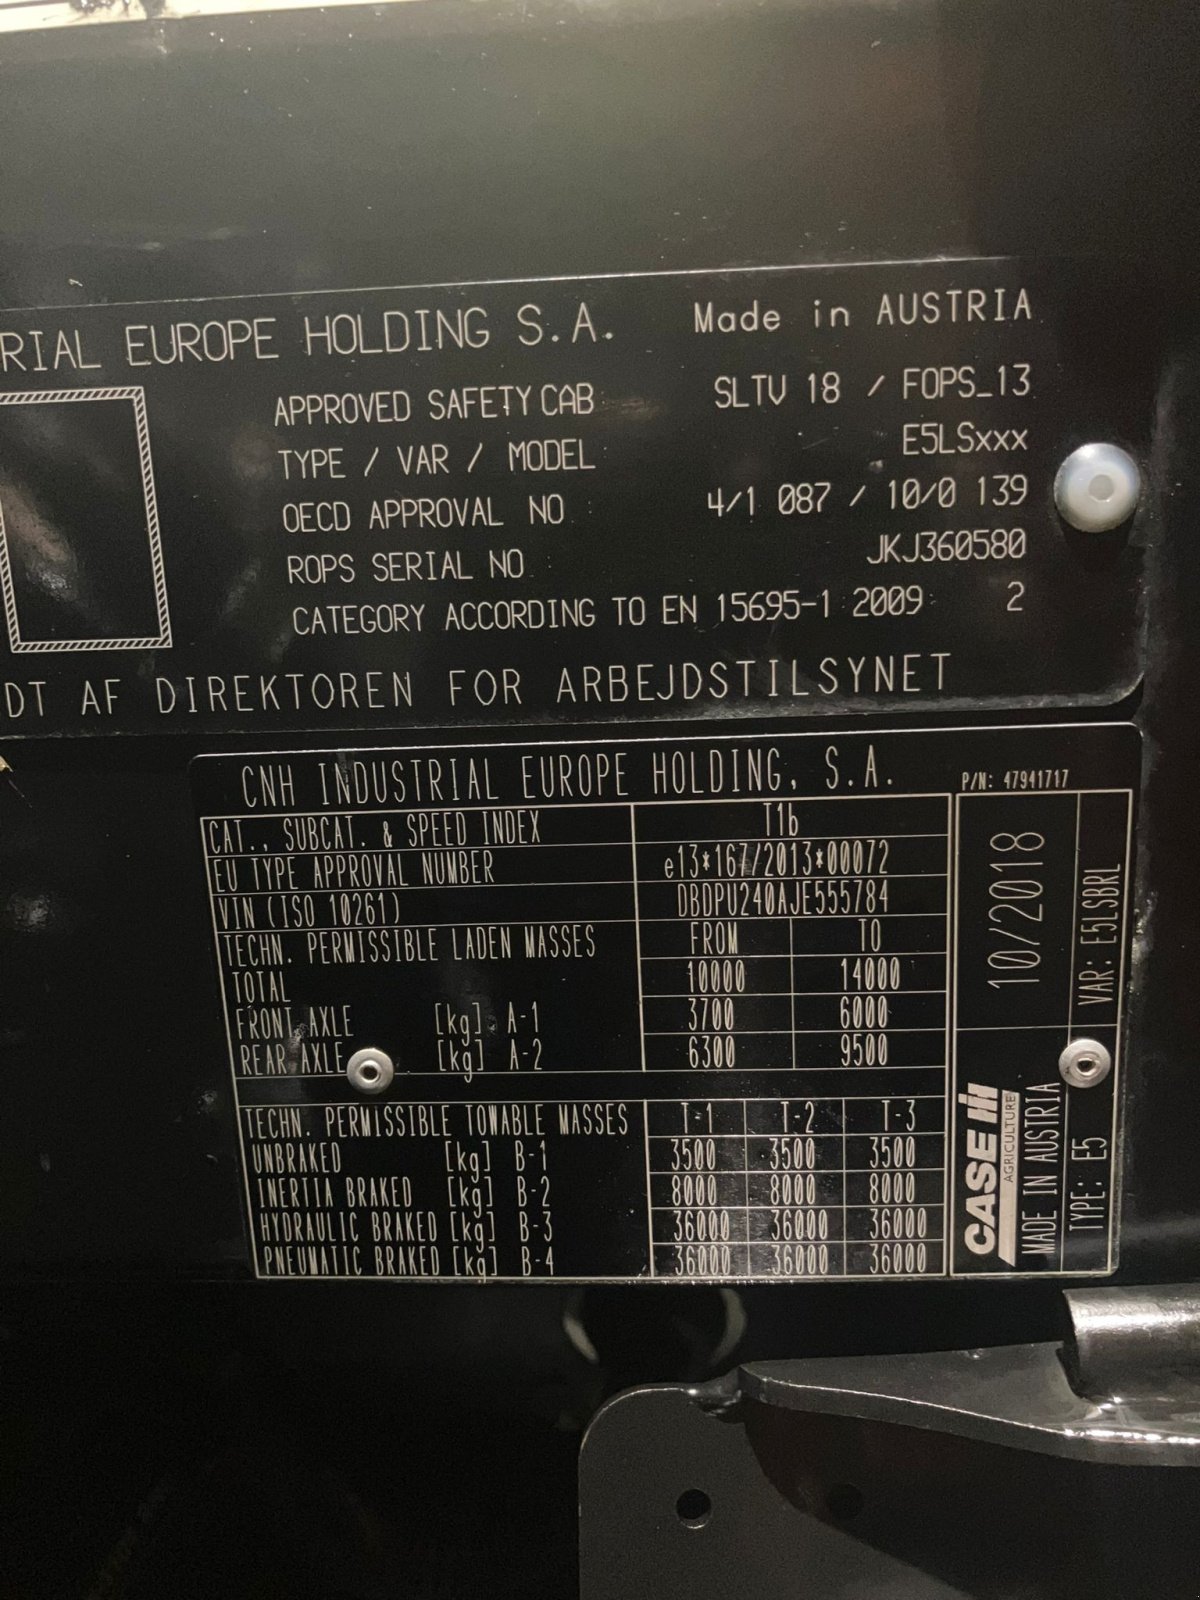 RIAL EUROPE HOLDING S.A. Made in AUSTRIA
APPROVED SAFETY CAB : SLTV 18 / FOPS_13
TYPE / VAR / MODEL : E5LSxxx
OECD APPROVAL NO : 4/1 087 / 10/0 139
ROPS SERIAL NO : JKJ360580
CATEGORY ACCORDING TO EN 15695-1:2009: 2
DT AF DIREKTOREN FOR ARBEJDSTILSYNET
CNH INDUSTRIAL EUROPE HOLDING, S.A. P/N: 47941717
CAT., SUBCAT. & SPEED INDEX T1b
EU TYPE APPROVAL NUMBER e13*167/2013*00072
VIN (ISO 10261) DBDPU240AJE555784
TECHN. PERMISSIBLE LADEN MASSES FROM TO
TOTAL 10000 14000
FRONT AXLE [kg] A-1 3700 6000
REAR AXLE [kg] A-2 6300 9500
TECHN. PERMISSIBLE TOWABLE MASSES T-1 T-2 T-3
UNBRAKED [kg] B-1 3500 3500 3500
INERTIA BRAKED [kg] B-2 8000 8000 8000
HYDRAULIC BRAKED [kg] B-3 36000 36000 36000
PNEUMATIC BRAKED [kg] B-4 36000 36000 36000
10/2018
VAR: E5LSBRL
CASE IH
AGRICULTURE
MADE IN AUSTRIA
TYPE: E5